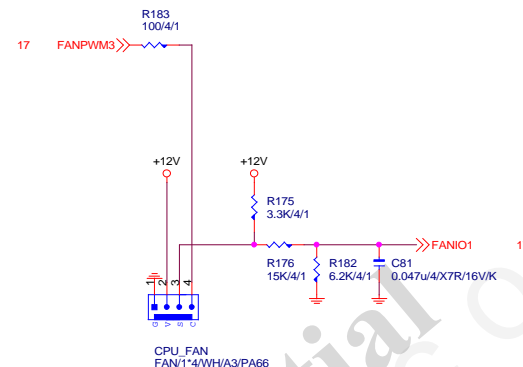 R183
100/4/1
17 FANPWM3
+12V +12V
R175
3.3K/4/1
FANIO1 1
R176 R182 C81
15K/4/1 6.2K/4/1 0.047u/4/X7R/16V/K
1 2 3 4
G V S C
CPU_FAN
FAN/1*4/WH/A3/PA66